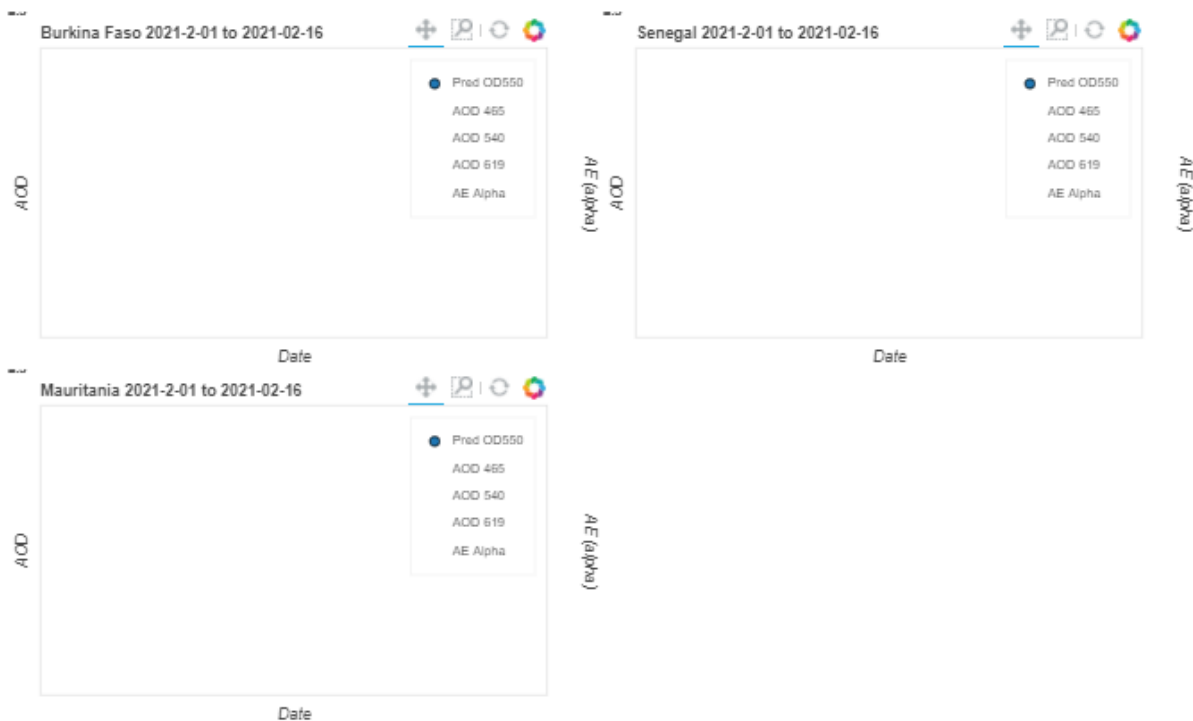 Burkina Faso 2021-2-01 to 2021-02-16
Pred OD550
AOD 465
AOD 540
AOD 619
AE Alpha
AOD
AE (alpha)
Date
Senegal 2021-2-01 to 2021-02-16
Pred OD550
AOD 465
AOD 540
AOD 619
AE Alpha
AOD
AE (alpha)
Date
Mauritania 2021-2-01 to 2021-02-16
Pred OD550
AOD 465
AOD 540
AOD 619
AE Alpha
AOD
AE (alpha)
Date